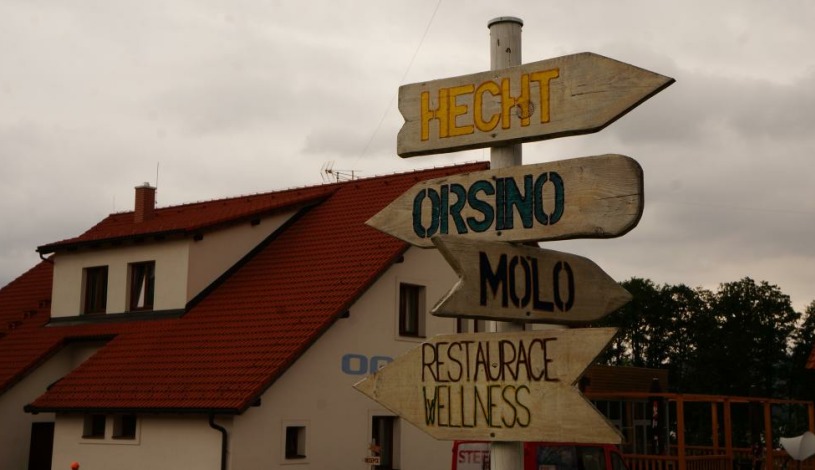 HECHT
ORSINO
MOLO
RESTAURACE
WELLNESS